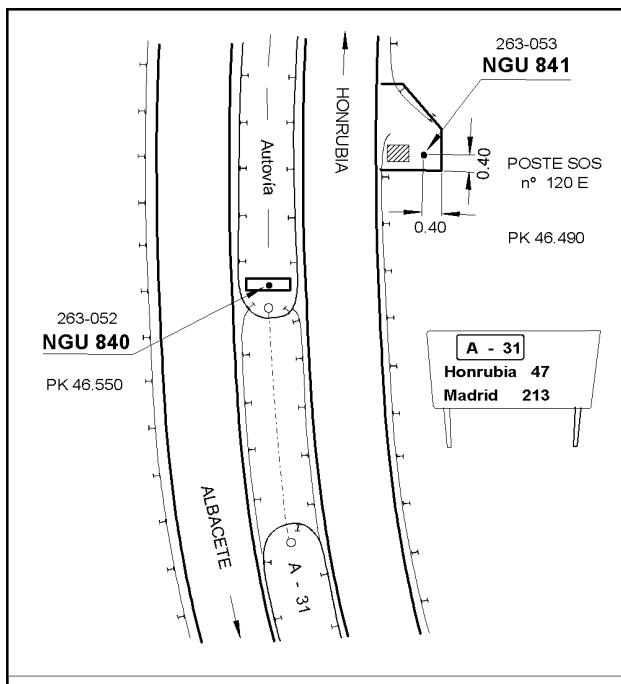 263-053
NGU 841
HONRUBIA
Autovía
0.40
POSTE SOS
nº 120 E
0.40
PK 46.490
263-052
NGU 840
PK 46.550
A - 31
Honrubia 47
Madrid 213
ALBACETE
A - 31